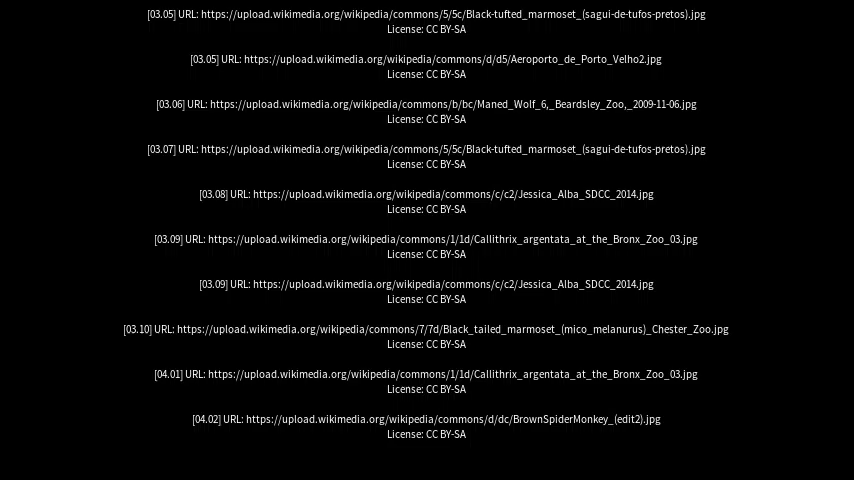 [03.05] URL: https://upload.wikimedia.org/wikipedia/commons/5/5c/Black-tufted_marmoset_(sagui-de-tufos-pretos).jpg
License: CC BY-SA
[03.05] URL: https://upload.wikimedia.org/wikipedia/commons/d/d5/Aeroporto_de_Porto_Velho2.jpg
License: CC BY-SA
[03.06] URL: https://upload.wikimedia.org/wikipedia/commons/b/bc/Maned_Wolf_6,_Beardsley_Zoo,_2009-11-06.jpg
License: CC BY-SA
[03.07] URL: https://upload.wikimedia.org/wikipedia/commons/5/5c/Black-tufted_marmoset_(sagui-de-tufos-pretos).jpg
License: CC BY-SA
[03.08] URL: https://upload.wikimedia.org/wikipedia/commons/c/c2/Jessica_Alba_SDCC_2014.jpg
License: CC BY-SA
[03.09] URL: https://upload.wikimedia.org/wikipedia/commons/1/1d/Callithrix_argentata_at_the_Bronx_Zoo_03.jpg
License: CC BY-SA
[03.09] URL: https://upload.wikimedia.org/wikipedia/commons/c/c2/Jessica_Alba_SDCC_2014.jpg
License: CC BY-SA
[03.10] URL: https://upload.wikimedia.org/wikipedia/commons/7/7d/Black_tailed_marmoset_(mico_melanurus)_Chester_Zoo.jpg
License: CC BY-SA
[04.01] URL: https://upload.wikimedia.org/wikipedia/commons/1/1d/Callithrix_argentata_at_the_Bronx_Zoo_03.jpg
License: CC BY-SA
[04.02] URL: https://upload.wikimedia.org/wikipedia/commons/d/dc/BrownSpiderMonkey_(edit2).jpg
License: CC BY-SA